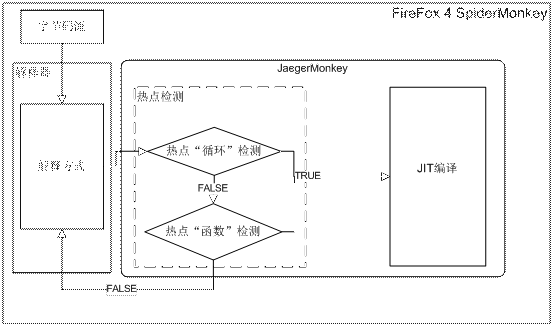 FireFox 4 SpiderMonkey
字节码流
解释器
JaegerMonkey
热点检测
热点“循环”检测
解释方式
JIT编译
TRUE
FALSE
热点“函数”检测
FALSE